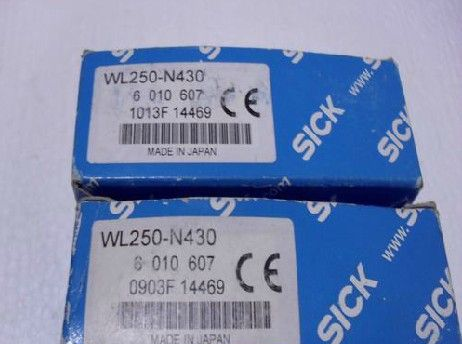 WL250-N430
6 010 607
1013F 14469
CE
MADE IN JAPAN
SICK
WL250-N430
6 010 607
0903F 14469
CE
MADE IN JAPAN
SICK